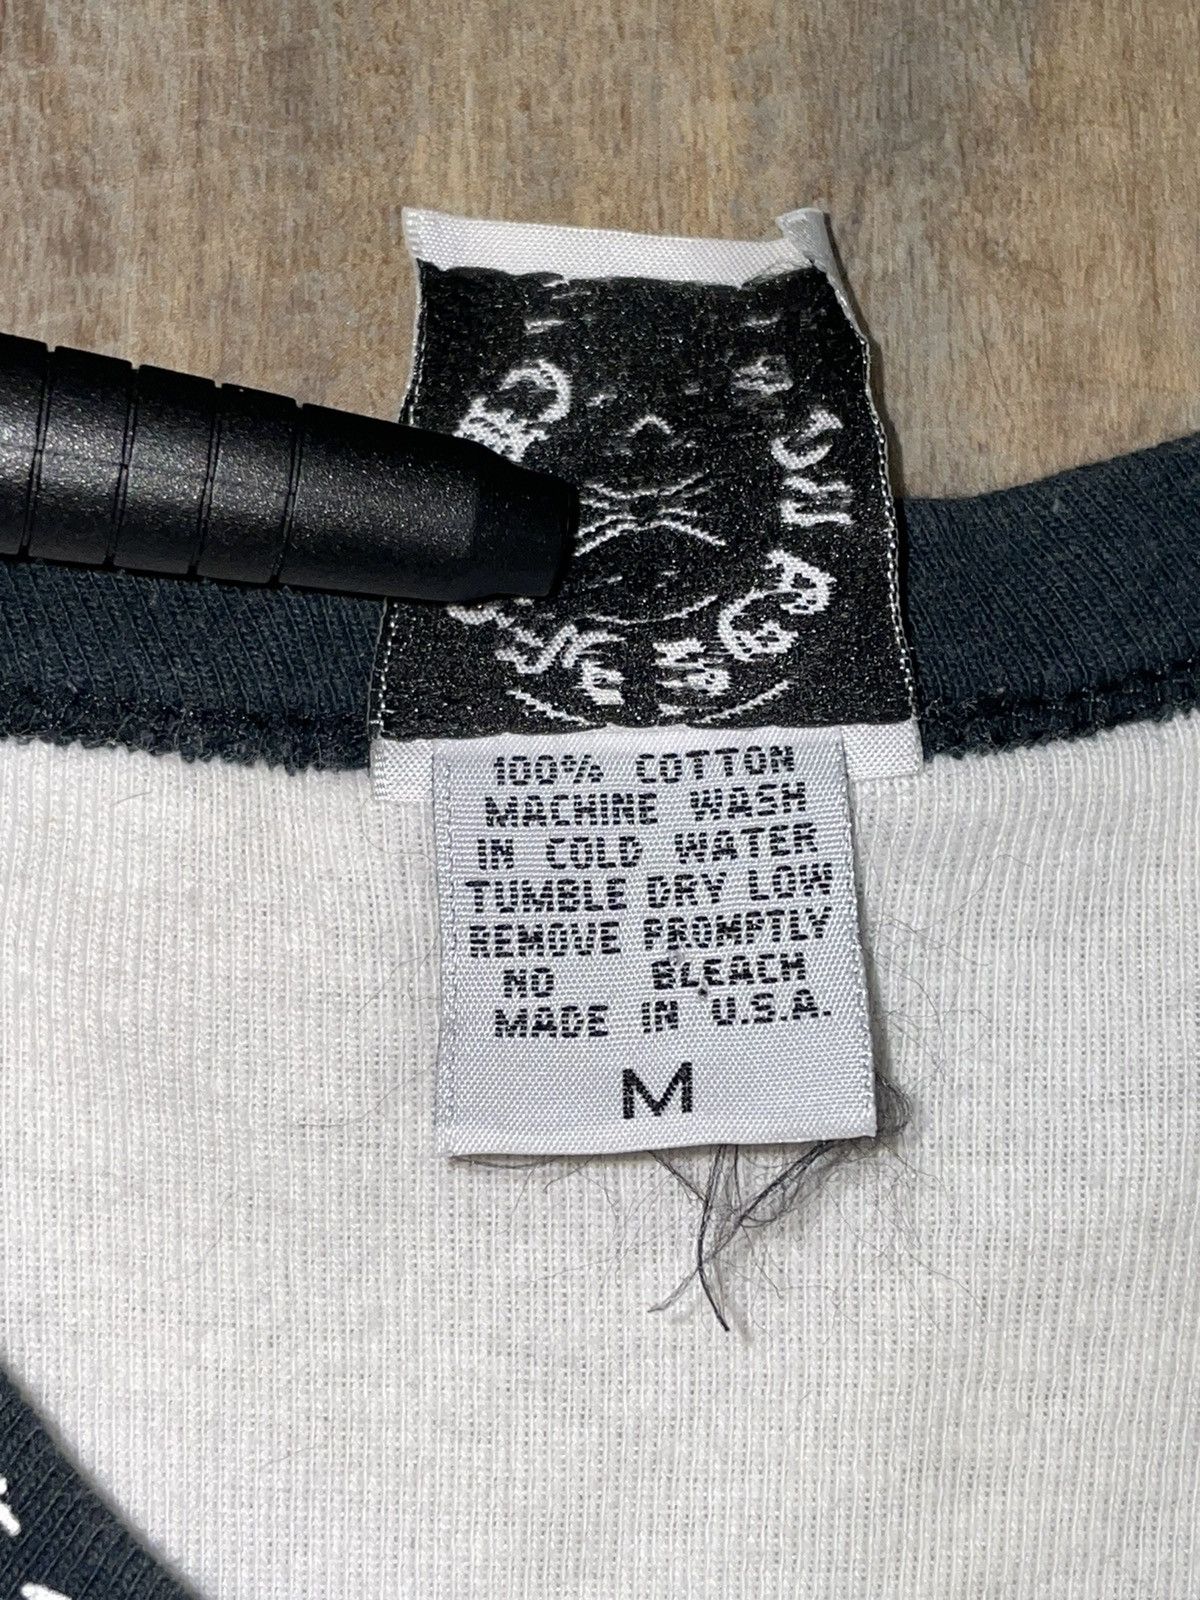 100% COTTON
MACHINE WASH
IN COLD WATER
TUMBLE DRY LOW
REMOVE PROMPTLY
NO BLEACH
MADE IN U.S.A.
M